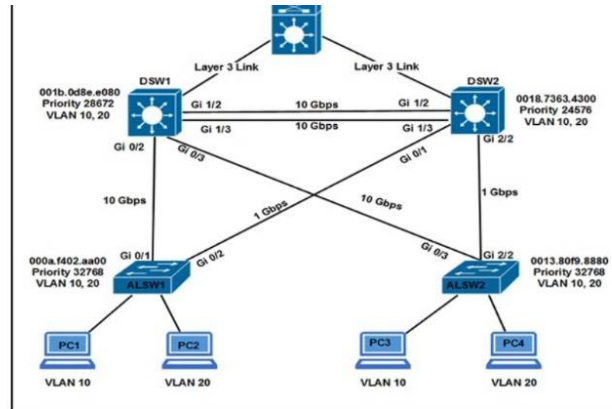 Layer 3 Link
Layer 3 Link
DSW1
DSW2
001b.0d8e.e080
Priority 28672
VLAN 10, 20
0018.7363.4300
Priority 24576
VLAN 10, 20
Gi 1/2
10 Gbps
Gi 1/2
Gi 1/3
10 Gbps
Gi 1/3
Gi 0/2
Gi 0/3
Gi 0/1
Gi 2/2
10 Gbps
1 Gbps
10 Gbps
1 Gbps
000a.f402.aa00
Priority 32768
VLAN 10, 20
Gi 0/1
Gi 0/2
Gi 0/3
Gi 2/2
0013.80f9.8880
Priority 32768
VLAN 10, 20
ALSW1
ALSW2
PC1
PC2
PC3
PC4
VLAN 10
VLAN 20
VLAN 10
VLAN 20